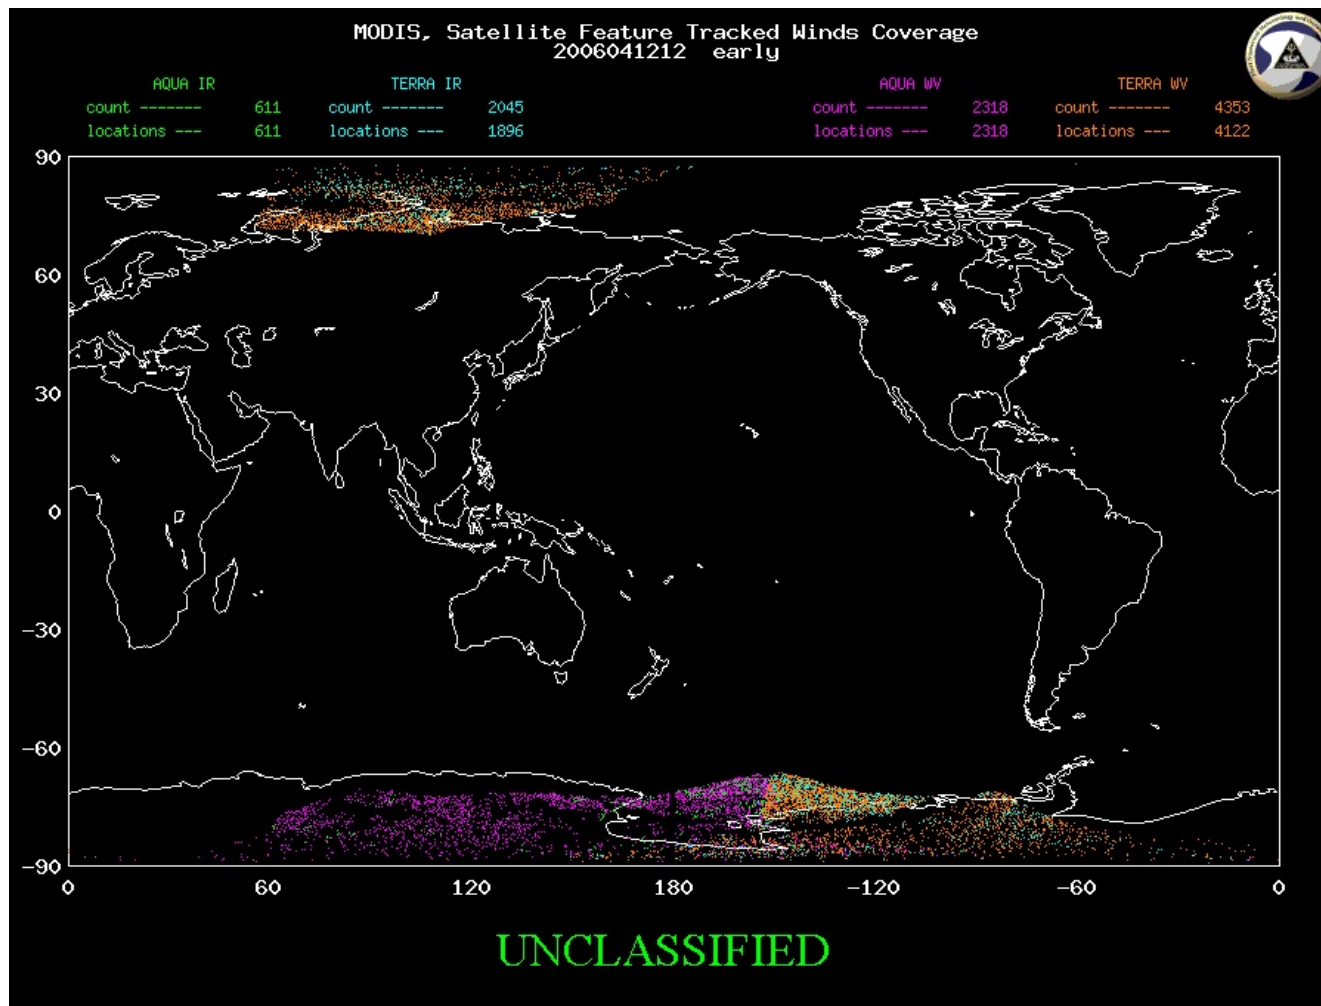 MODIS, Satellite Feature Tracked Winds Coverage
2006041212 early
AQUA IR TERRA IR AQUA WV TERRA WV
count ------- 611 count ------- 2045 count ------- 2318 count ------- 4353
locations --- 611 locations --- 1896 locations --- 2318 locations --- 4122
90
60
30
0
-30
-60
-90
0 60 120 180 -120 -60 0
UNCLASSIFIED